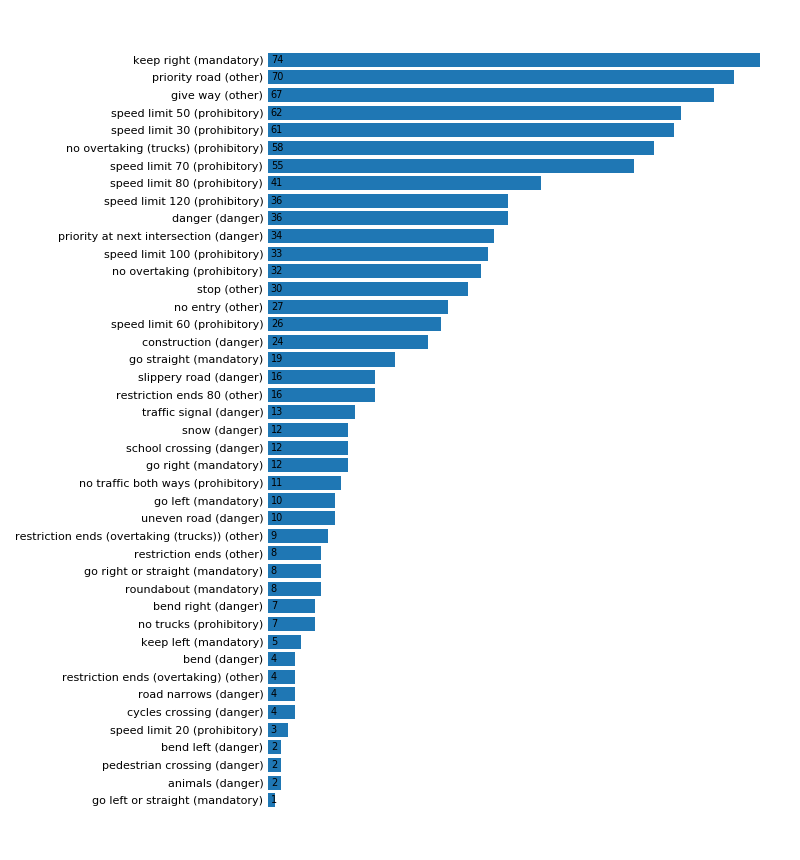 keep right (mandatory) 74
priority road (other) 70
give way (other) 67
speed limit 50 (prohibitory) 62
speed limit 30 (prohibitory) 61
no overtaking (trucks) (prohibitory) 58
speed limit 70 (prohibitory) 55
speed limit 80 (prohibitory) 41
speed limit 120 (prohibitory) 36
danger (danger) 36
priority at next intersection (danger) 34
speed limit 100 (prohibitory) 33
no overtaking (prohibitory) 32
stop (other) 30
no entry (other) 27
speed limit 60 (prohibitory) 26
construction (danger) 24
go straight (mandatory) 19
slippery road (danger) 16
restriction ends 80 (other) 16
traffic signal (danger) 13
snow (danger) 12
school crossing (danger) 12
go right (mandatory) 12
no traffic both ways (prohibitory) 11
go left (mandatory) 10
uneven road (danger) 10
restriction ends (overtaking (trucks)) (other) 9
restriction ends (other) 8
go right or straight (mandatory) 8
roundabout (mandatory) 8
bend right (danger) 7
no trucks (prohibitory) 7
keep left (mandatory) 5
bend (danger) 4
restriction ends (overtaking) (other) 4
road narrows (danger) 4
cycles crossing (danger) 4
speed limit 20 (prohibitory) 3
bend left (danger) 2
pedestrian crossing (danger) 2
animals (danger) 2
go left or straight (mandatory) 1